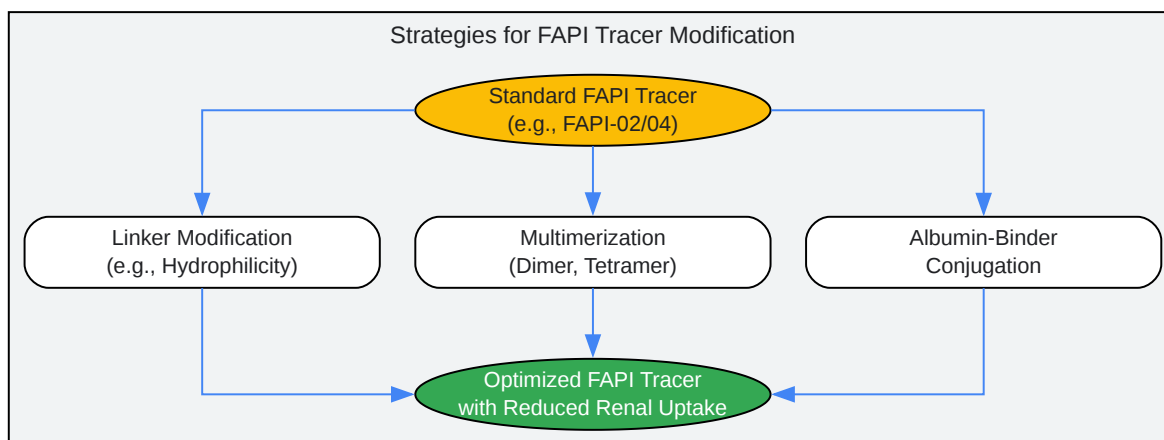 Strategies for FAPI Tracer Modification
Standard FAPI Tracer
(e.g., FAPI-02/04)
Linker Modification
(e.g., Hydrophilicity)
Multimerization
(Dimer, Tetramer)
Albumin-Binder
Conjugation
Optimized FAPI Tracer
with Reduced Renal Uptake